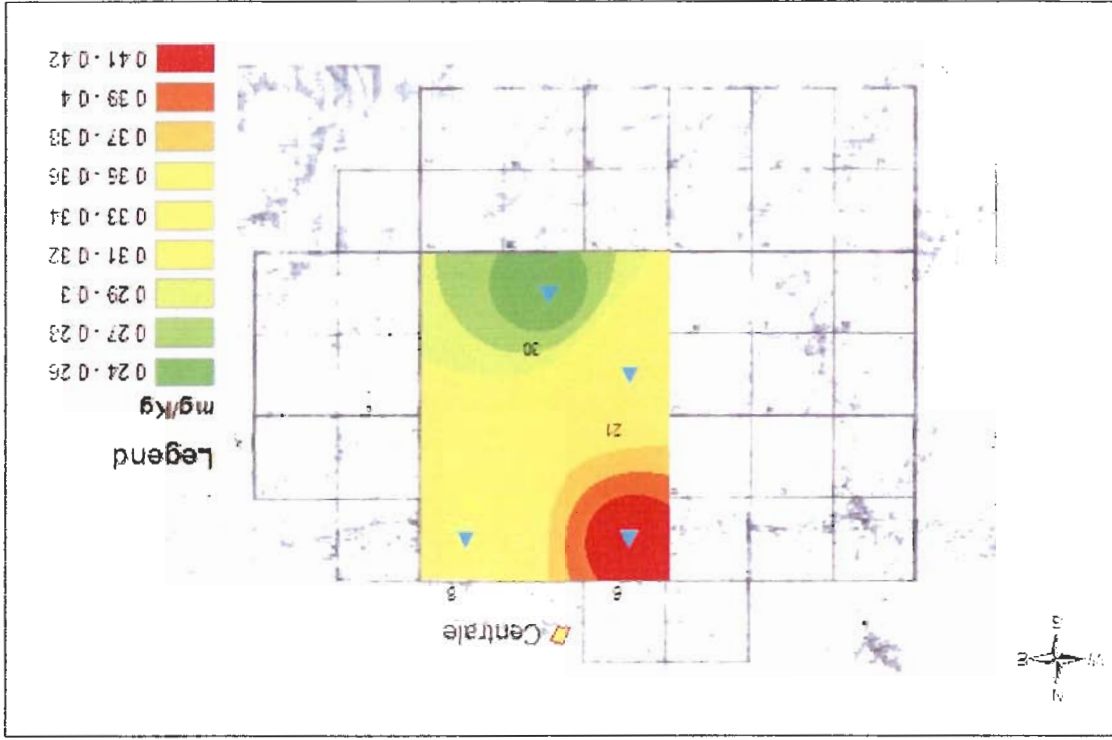 N
W
S
Centrale
8
21
30
Legend
mg/Kg
0.24 - 0.26
0.27 - 0.28
0.29 - 0.3
0.31 - 0.32
0.33 - 0.34
0.35 - 0.36
0.37 - 0.38
0.39 - 0.4
0.41 - 0.42